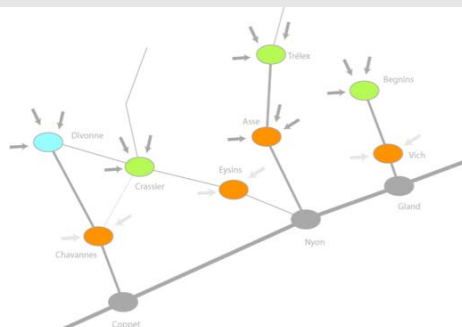 Trélex
Begnins
Asse
Divonne
Vich
Crassier
Eysins
Gland
Chavannes
Nyon
Coppet